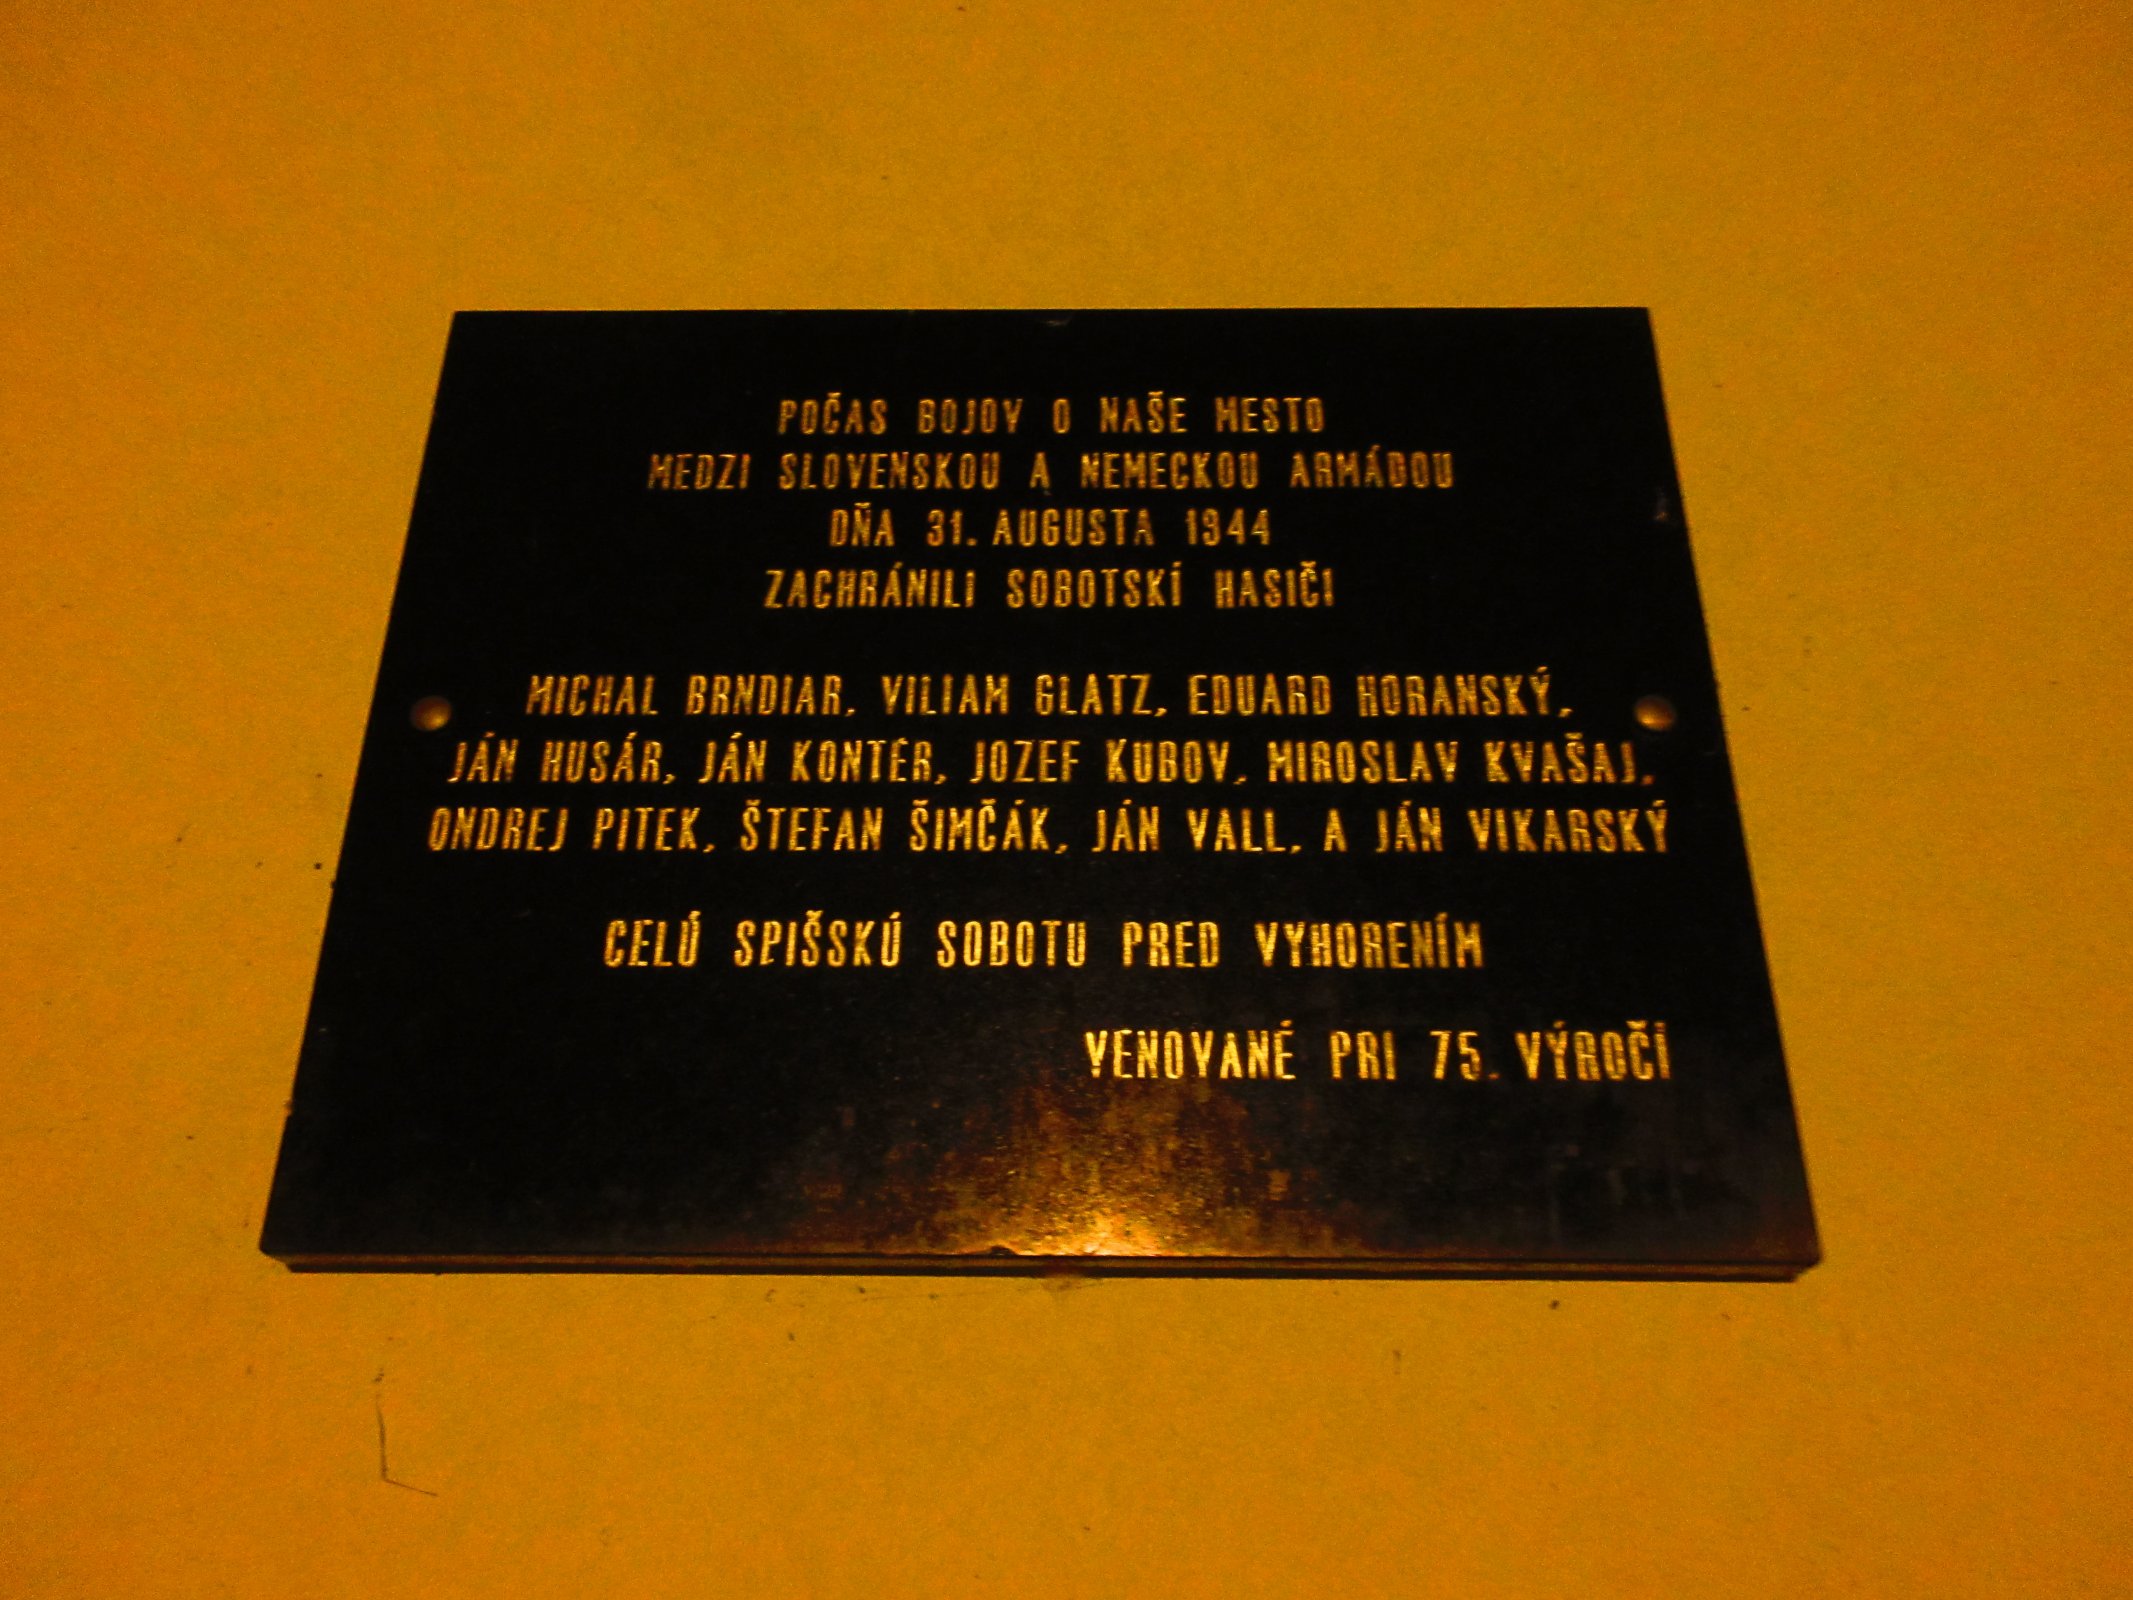 POČAS BOJOV O NAŠE MESTO
MEDZI SLOVENSKOU A NEMECKOU ARMÁDOU
DŇA 31. AUGUSTA 1944
ZACHRÁNILI SOBOTSKÍ HASIČI
MICHAL BRNDIAR, VILIAM GLATZ, EDUARD HORANSKÝ,
JÁN HUSÁR, JÁN KONTÉR, JOZEF KUBOV, MIROSLAV KVAŠAJ,
ONDREJ PITEK, ŠTEFAN ŠIMČÁK, JÁN VALL, A JÁN VIKARSKÝ
CELÚ SPIŠSKÚ SOBOTU PRED VYHORENÍM
VENOVANÉ PRI 75. VÝROČÍ